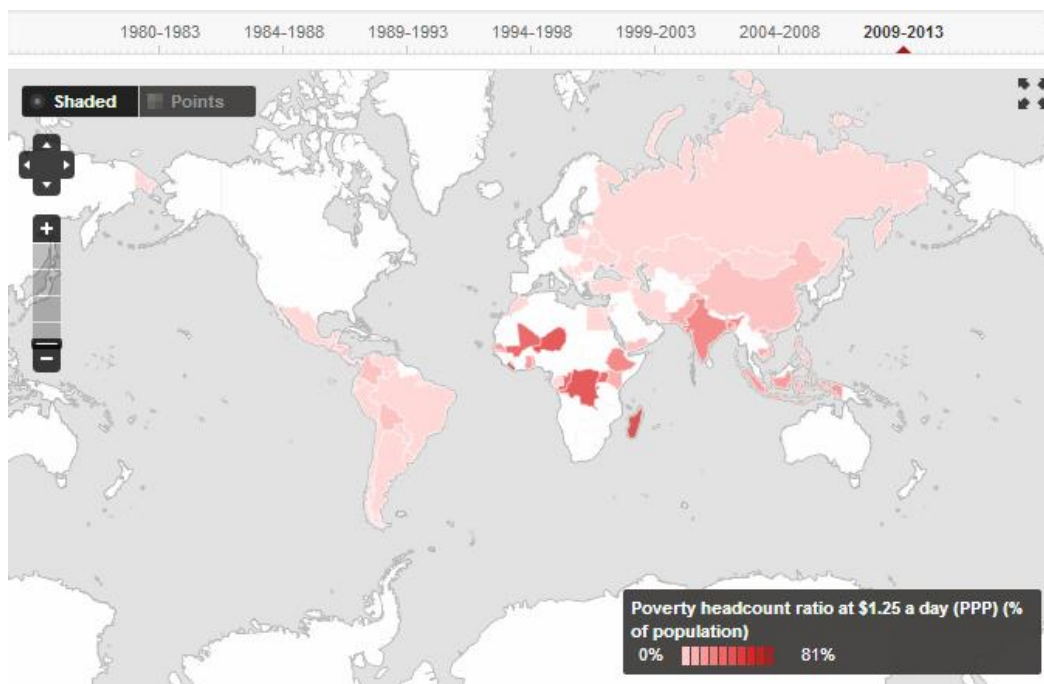 1980-1983 1984-1988 1989-1993 1994-1998 1999-2003 2004-2008 2009-2013
Shaded Points
+
−
Poverty headcount ratio at $1.25 a day (PPP) (%
of population)
0% 81%